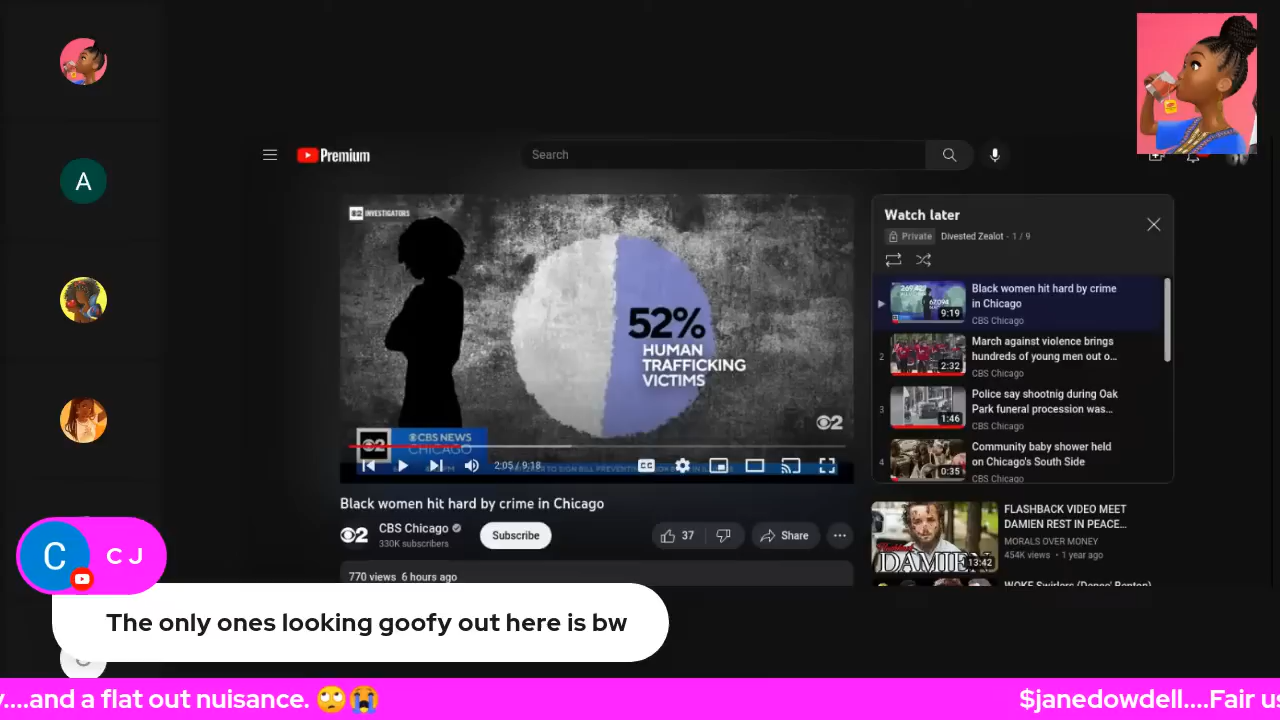 Premium
Search
INVESTIGATORS
52%
HUMAN
TRAFFICKING
VICTIMS
CBS NEWS
CHICAGO
2:05 / 9:18
Black women hit hard by crime in Chicago
CBS Chicago
330K subscribers
Subscribe
37
Share
770 views 6 hours ago
Watch later
Private Divested Zealot - 1 / 9
Black women hit hard by crime
in Chicago
CBS Chicago
9:19
2
March against violence brings
hundreds of young men out o...
CBS Chicago
2:32
3
Police say shootnig during Oak
Park funeral procession was...
CBS Chicago
1:46
4
Community baby shower held
on Chicago's South Side
CBS Chicago
0:35
FLASHBACK VIDEO MEET
DAMIEN REST IN PEACE...
MORALS OVER MONEY
454K views • 1 year ago
DAMIEN
13:42
A
C
C J
The only ones looking goofy out here is bw
y....and a flat out nuisance. 🙄😭
$janedowdell....Fair us